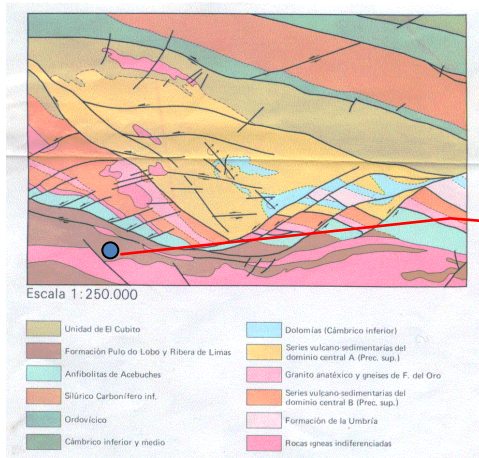 Escala 1:250.000
Unidad de El Cubito
Formación Pulo do Lobo y Ribera de Limas
Anfibolitas de Acebuches
Silúrico Carbonífero inf.
Ordovícico
Cámbrico inferior y medio
Dolomías (Cámbrico inferior)
Series vulcano-sedimentarias del
dominio central A (Prec. sup.)
Granito anatéxico y gneises de F. del Oro
Series vulcano-sedimentarias del
dominio central B (Prec. sup.)
Formación de la Umbría
Rocas ígneas indiferenciadas